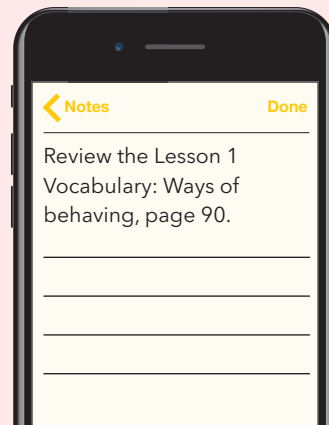 Notes Done
Review the Lesson 1
Vocabulary: Ways of
behaving, page 90.